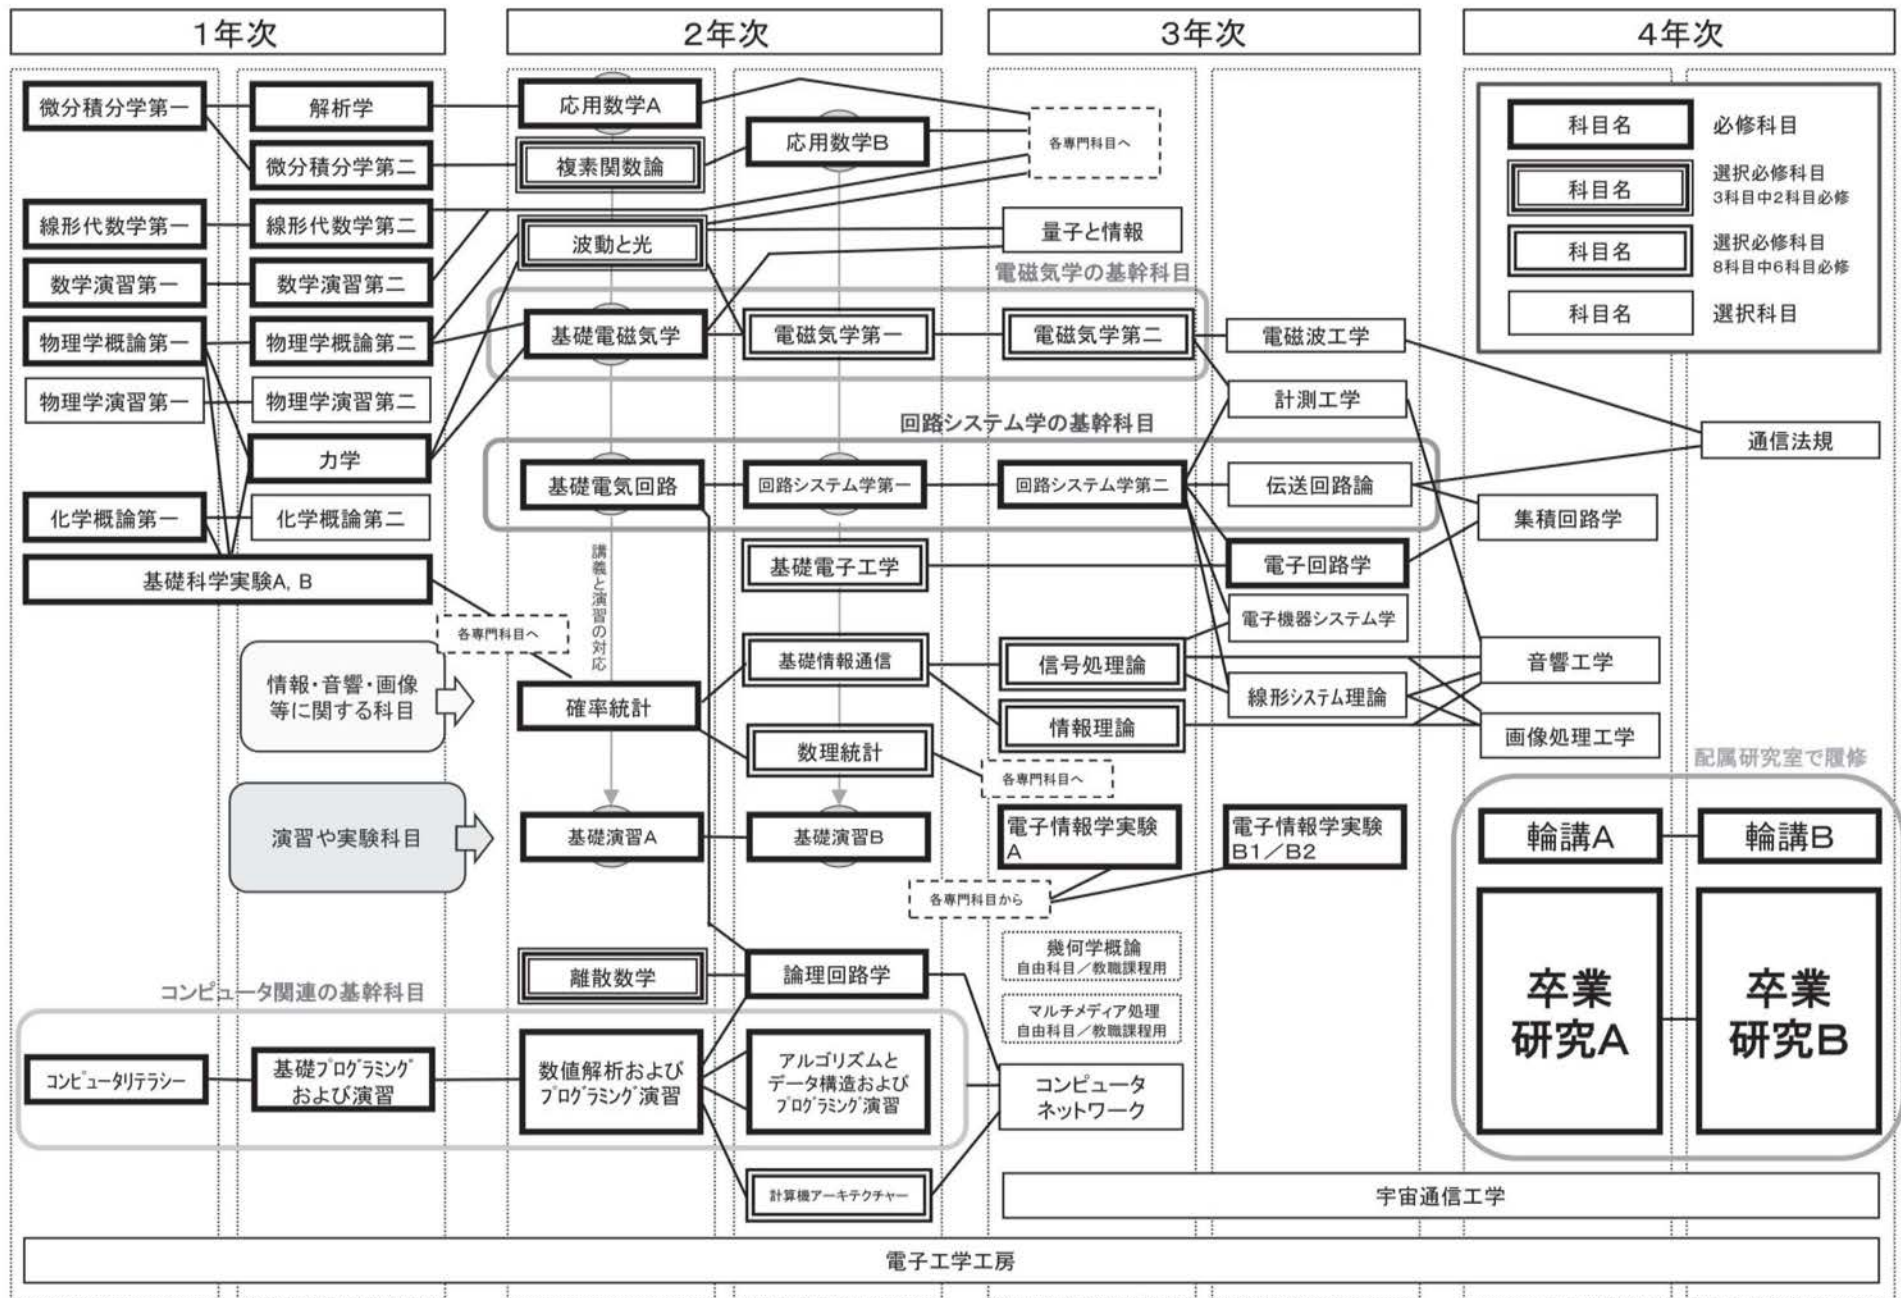 1年次
2年次
3年次
4年次
微分積分学第一
解析学
応用数学A
応用数学B
各専門科目へ
科目名
必修科目
微分積分学第二
複素関数論
科目名
選択必修科目
3科目中2科目必修
線形代数学第一
線形代数学第二
波動と光
量子と情報
科目名
選択必修科目
8科目中6科目必修
数学演習第一
数学演習第二
電磁気学の基幹科目
科目名
選択科目
物理学概論第一
物理学概論第二
基礎電磁気学
電磁気学第一
電磁気学第二
電磁波工学
物理学演習第一
物理学演習第二
計測工学
回路システム学の基幹科目
通信法規
力学
基礎電気回路
回路システム学第一
回路システム学第二
伝送回路論
化学概論第一
化学概論第二
集積回路学
基礎科学実験A, B
講義と演習の対応
基礎電子工学
電子回路学
各専門科目へ
電子機器システム学
情報・音響・画像
等に関する科目
基礎情報通信
信号処理論
音響工学
確率統計
線形システム理論
情報理論
画像処理工学
数理統計
各専門科目へ
配属研究室で履修
演習や実験科目
基礎演習A
基礎演習B
電子情報学実験
A
電子情報学実験
B1／B2
輪講A
輪講B
各専門科目から
幾何学概論
自由科目／教職課程用
離散数学
論理回路学
コンピュータ関連の基幹科目
マルチメディア処理
自由科目／教職課程用
卒業
研究A
卒業
研究B
コンピュータリテラシー
基礎プログラミング
および演習
数値解析および
プログラミング演習
アルゴリズムと
データ構造および
プログラミング演習
コンピュータ
ネットワーク
計算機アーキテクチャー
宇宙通信工学
電子工学工房